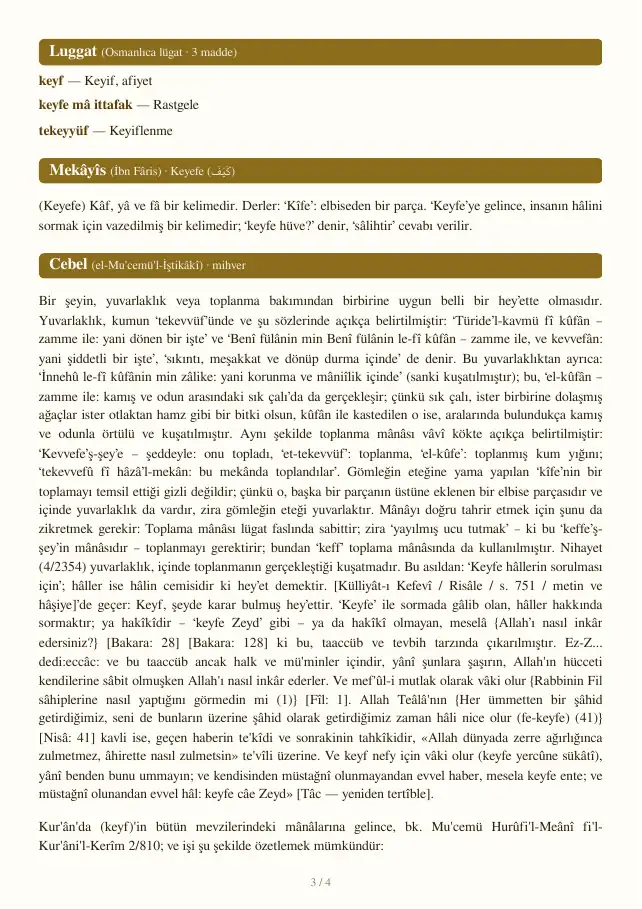 Luggat (Osmanlıca lügat · 3 madde)
keyf — Keyif, afiyet
keyfe mâ ittafak — Rastgele
tekeyyüf — Keyiflenme
Mekâyîs (İbn Fâris) · Keyefe (كَيَفَ)
(Keyefe) Kâf, yâ ve fâ bir kelimedir. Derler: ‘Kîfe’: elbiseden bir parça. ‘Keyfe’ye gelince, insanın hâlini
sormak için vazedilmiş bir kelimedir; ‘keyfe hüve?’ denir, ‘sâlihtir’ cevabı verilir.
Cebel (el-Mu'cemü'l-İştikâkî) · mihver
Bir şeyin, yuvarlaklık veya toplanma bakımından birbirine uygun belli bir hey’ette olmasıdır.
Yuvarlaklık, kumun ‘tekevvüf’ünde ve şu sözlerinde açıkça belirtilmiştir: ‘Türide’l-kavmü fî kûfân –
zamme ile: yani dönen bir işte’ ve ‘Benî fülânin min Benî fülânin le-fî kûfân – zamme ile, ve kevvefân:
yani şiddetli bir işte’, ‘sıkıntı, meşakkat ve dönüp durma içinde’ de denir. Bu yuvarlaklıktan ayrıca:
‘İnnehû le-fî kûfânin min zâlike: yani korunma ve mâniîlik içinde’ (sanki kuşatılmıştır); bu, ‘el-kûfân –
zamme ile: kamış ve odun arasındaki sık çalı’da da gerçekleşir; çünkü sık çalı, ister birbirine dolaşmış
ağaçlar ister otlaktan hamz gibi bir bitki olsun, kûfân ile kastedilen o ise, aralarında bulundukça kamış
ve odunla örtülü ve kuşatılmıştır. Aynı şekilde toplanma mânâsı vâvî kökte açıkça belirtilmiştir:
‘Kevvefe’ş-şey’e – şeddeyle: onu topladı, ‘et-tekevvüf’: toplanma, ‘el-kûfe’: toplanmış kum yığını;
‘tekevvefû fî hâzâ’l-mekân: bu mekânda toplandılar’. Gömleğin eteğine yama yapılan ‘kîfe’nin bir
toplamayı temsil ettiği gizli değildir; çünkü o, başka bir parçanın üstüne eklenen bir elbise parçasıdır ve
içinde yuvarlaklık da vardır, zira gömleğin eteği yuvarlaktır. Mânâyı doğru tahrir etmek için şunu da
zikretmek gerekir: Toplama mânâsı lügat faslında sabittir; zira ‘yayılmış ucu tutmak’ – ki bu ‘keffe’ş-
şey’in mânâsıdır – toplanmayı gerektirir; bundan ‘keff’ toplama mânâsında da kullanılmıştır. Nihayet
(4/2354) yuvarlaklık, içinde toplanmanın gerçekleştiği kuşatmadır. Bu asıldan: ‘Keyfe hâllerin sorulması
için’; hâller ise hâlin cemisidir ki hey’et demektir. [Külliyât-ı Kefevî / Risâle / s. 751 / metin ve
hâşiye]'de geçer: Keyf, şeyde karar bulmuş hey’ettir. ‘Keyfe’ ile sormada gâlib olan, hâller hakkında
sormaktır; ya hakîkîdir – ‘keyfe Zeyd’ gibi – ya da hakîkî olmayan, meselâ {Allah’ı nasıl inkâr
edersiniz?} [Bakara: 28] [Bakara: 128] ki bu, taaccüb ve tevbih tarzında çıkarılmıştır. Ez-Z...
dedi:eccâc: ve bu taaccüb ancak halk ve mü'minler içindir, yânî şunlara şaşırın, Allah'ın hücceti
kendilerine sâbit olmuşken Allah'ı nasıl inkâr ederler. Ve mef'ûl-i mutlak olarak vâki olur {Rabbinin Fil
sâhiplerine nasıl yaptığını görmedin mi (1)} [Fîl: 1]. Allah Teâlâ'nın {Her ümmetten bir şâhid
getirdiğimiz, seni de bunların üzerine şâhid olarak getirdiğimiz zaman hâli nice olur (fe-keyfe) (41)}
[Nisâ: 41] kavli ise, geçen haberin te'kîdi ve sonrakinin tahkîkidir, «Allah dünyada zerre ağırlığınca
zulmetmez, âhirette nasıl zulmetsin» te'vîli üzerine. Ve keyf nefy için vâki olur (keyfe yercûne sükâtî),
yânî benden bunu ummayın; ve kendisinden müstağnî olunmayandan evvel haber, mesela keyfe ente; ve
müstağnî olunandan evvel hâl: keyfe câe Zeyd» [Tâc — yeniden tertîble].
Kur'ân'da (keyf)'in bütün mevzilerindeki mânâlarına gelince, bk. Mu'cemü Hurûfi'l-Meânî fi'l-
Kur'âni'l-Kerîm 2/810; ve işi şu şekilde özetlemek mümkündür:
3 / 4